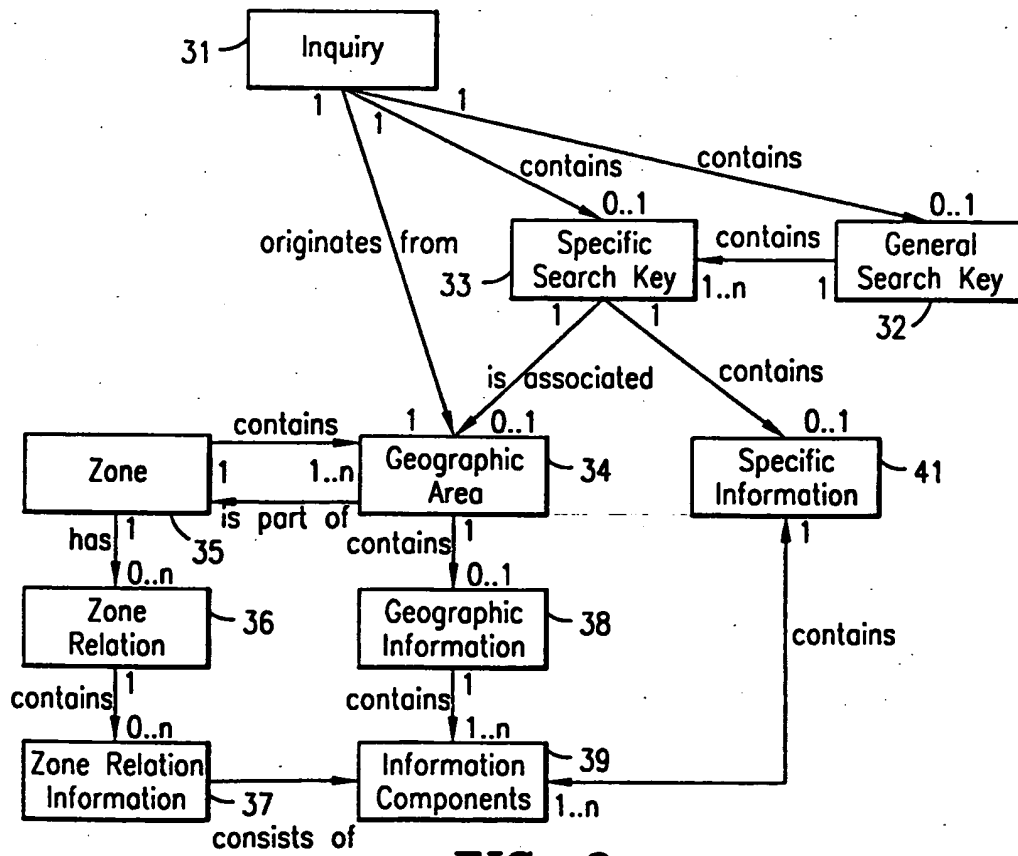 31
Inquiry
1
1
1
contains
contains
originates from
0..1
0..1
Specific
Search Key
33
contains
1..n
1
General
Search Key
32
1
1
is associated
contains
1
0..1
0..1
Zone
35
contains
1
1..n
is part of
Geographic
Area
34
Specific
Information
41
1
has
1
0..n
contains
1
0..1
Zone
Relation
36
Geographic
Information
38
contains
contains
1
0..n
contains
1
1..n
Zone Relation
Information
37
consists of
Information
Components
39
1..n